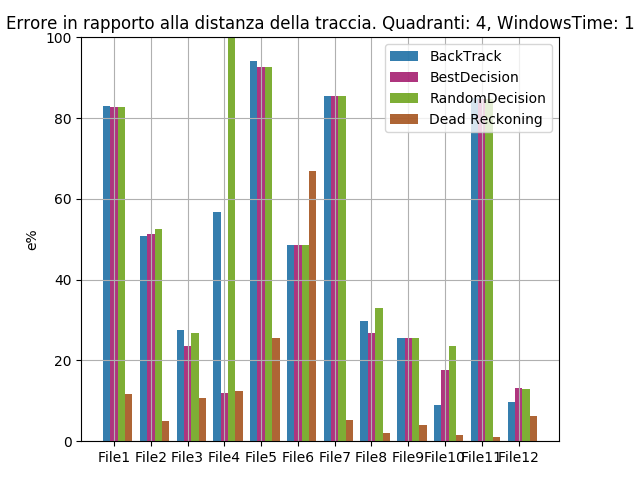 Errore in rapporto alla distanza della traccia. Quadranti: 4, WindowsTime: 1
BackTrack
BestDecision
RandomDecision
Dead Reckoning
e%
100
80
60
40
20
0
File1 File2 File3 File4 File5 File6 File7 File8 File9 File10 File11 File12